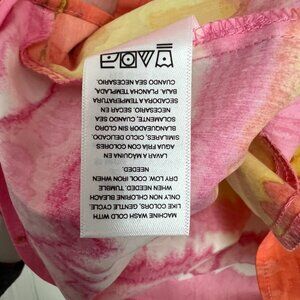 MACHINE WASH COLD WITH
LIKE COLORS, GENTLE CYCLE.
ONLY NON CHLORINE BLEACH
WHEN NEEDED. TUMBLE
DRY LOW. COOL IRON WHEN
NEEDED.
LAVAR A MÁQUINA EN
AGUA FRÍA CON COLORES
SIMILARES, CICLO DELICADO.
BLANQUEADOR SIN CLORO
SOLAMENTE, CUANDO SEA
NECESARIO. SECAR EN
SECADORA A TEMPERATURA
BAJA. PLANCHA TEMPLADA,
CUANDO SEA NECESARIO.